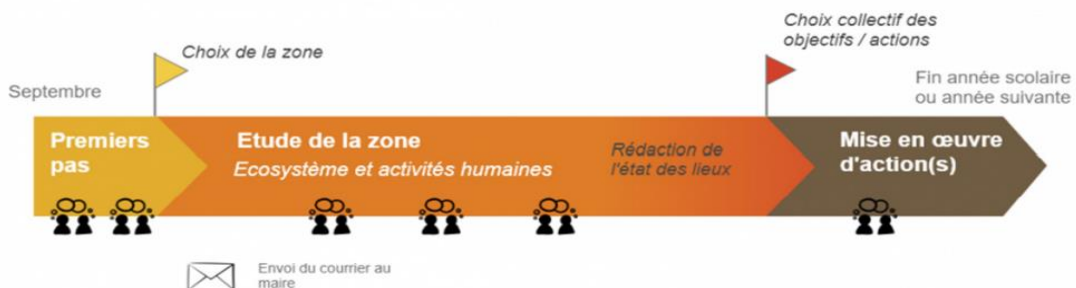 Choix collectif des
objectifs / actions
Choix de la zone
Fin année scolaire
ou année suivante
Septembre
Premiers
pas
Etude de la zone
Ecosystème et activités humaines
Rédaction de
l'état des lieux
Mise en œuvre
d'action(s)
Envoi du courrier au
maire